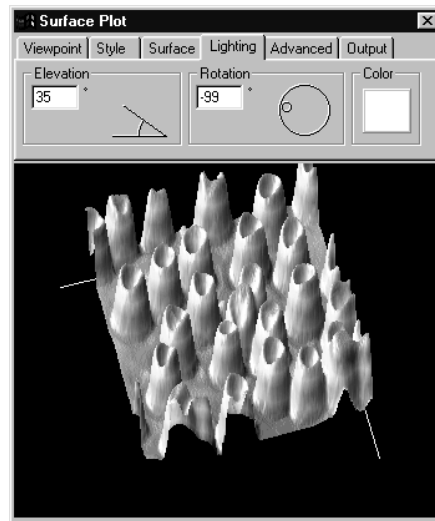 Surface Plot
Viewpoint Style Surface Lighting Advanced Output
Elevation Rotation Color
35 ° -99 °